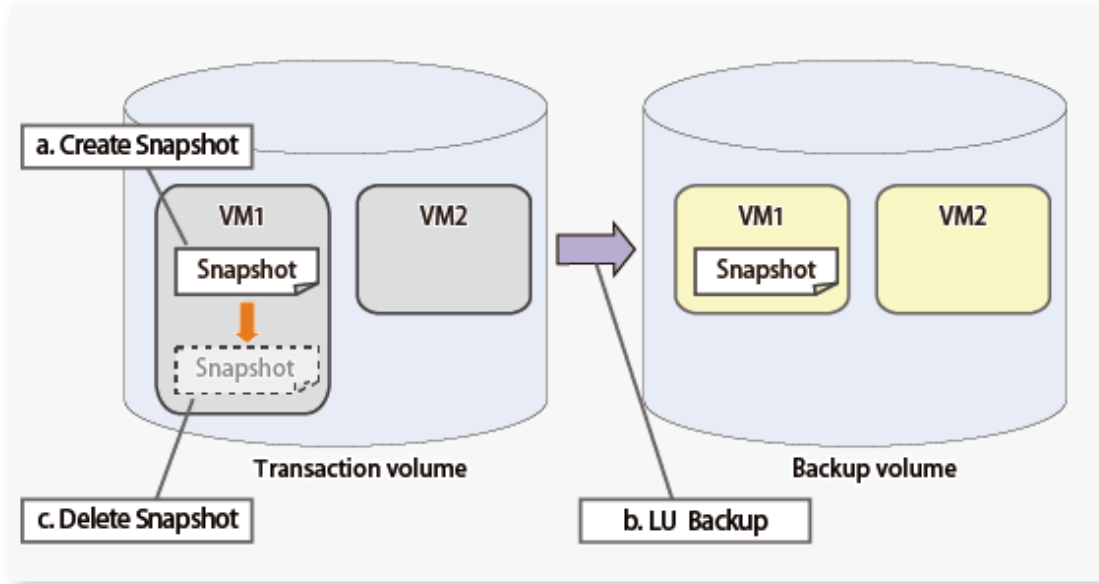 a. Create Snapshot
VM1
VM2
Snapshot
Snapshot
VM1
VM2
Snapshot
Transaction volume
Backup volume
c. Delete Snapshot
b. LU Backup